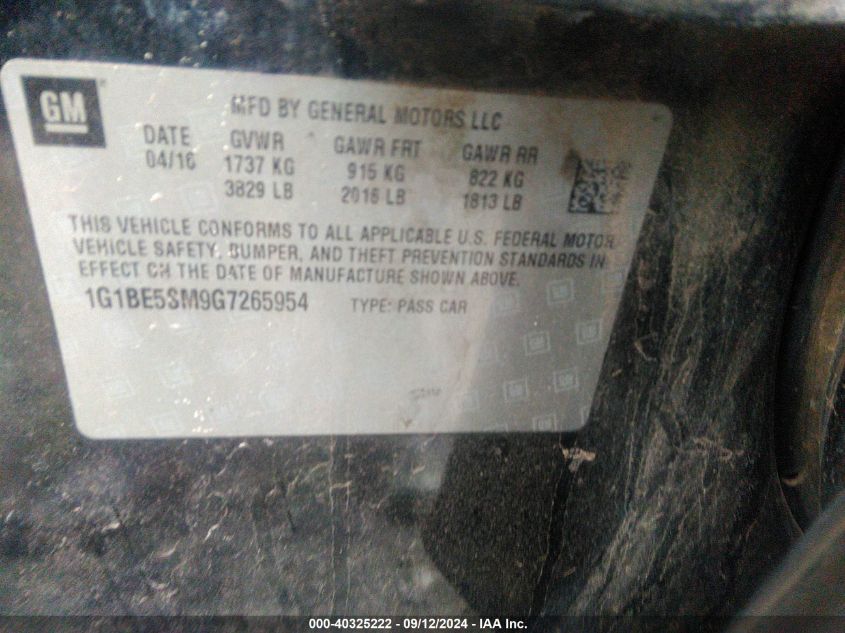 GM
MFD BY GENERAL MOTORS LLC
DATE GVWR GAWR FRT GAWR RR
04/16 1737 KG 915 KG 822 KG
3829 LB 2016 LB 1813 LB
THIS VEHICLE CONFORMS TO ALL APPLICABLE U.S. FEDERAL MOTOR
VEHICLE SAFETY, BUMPER, AND THEFT PREVENTION STANDARDS IN
EFFECT ON THE DATE OF MANUFACTURE SHOWN ABOVE.
1G1BE5SM9G7265954 TYPE: PASS CAR
000-40325222 - 09/12/2024 - IAA Inc.